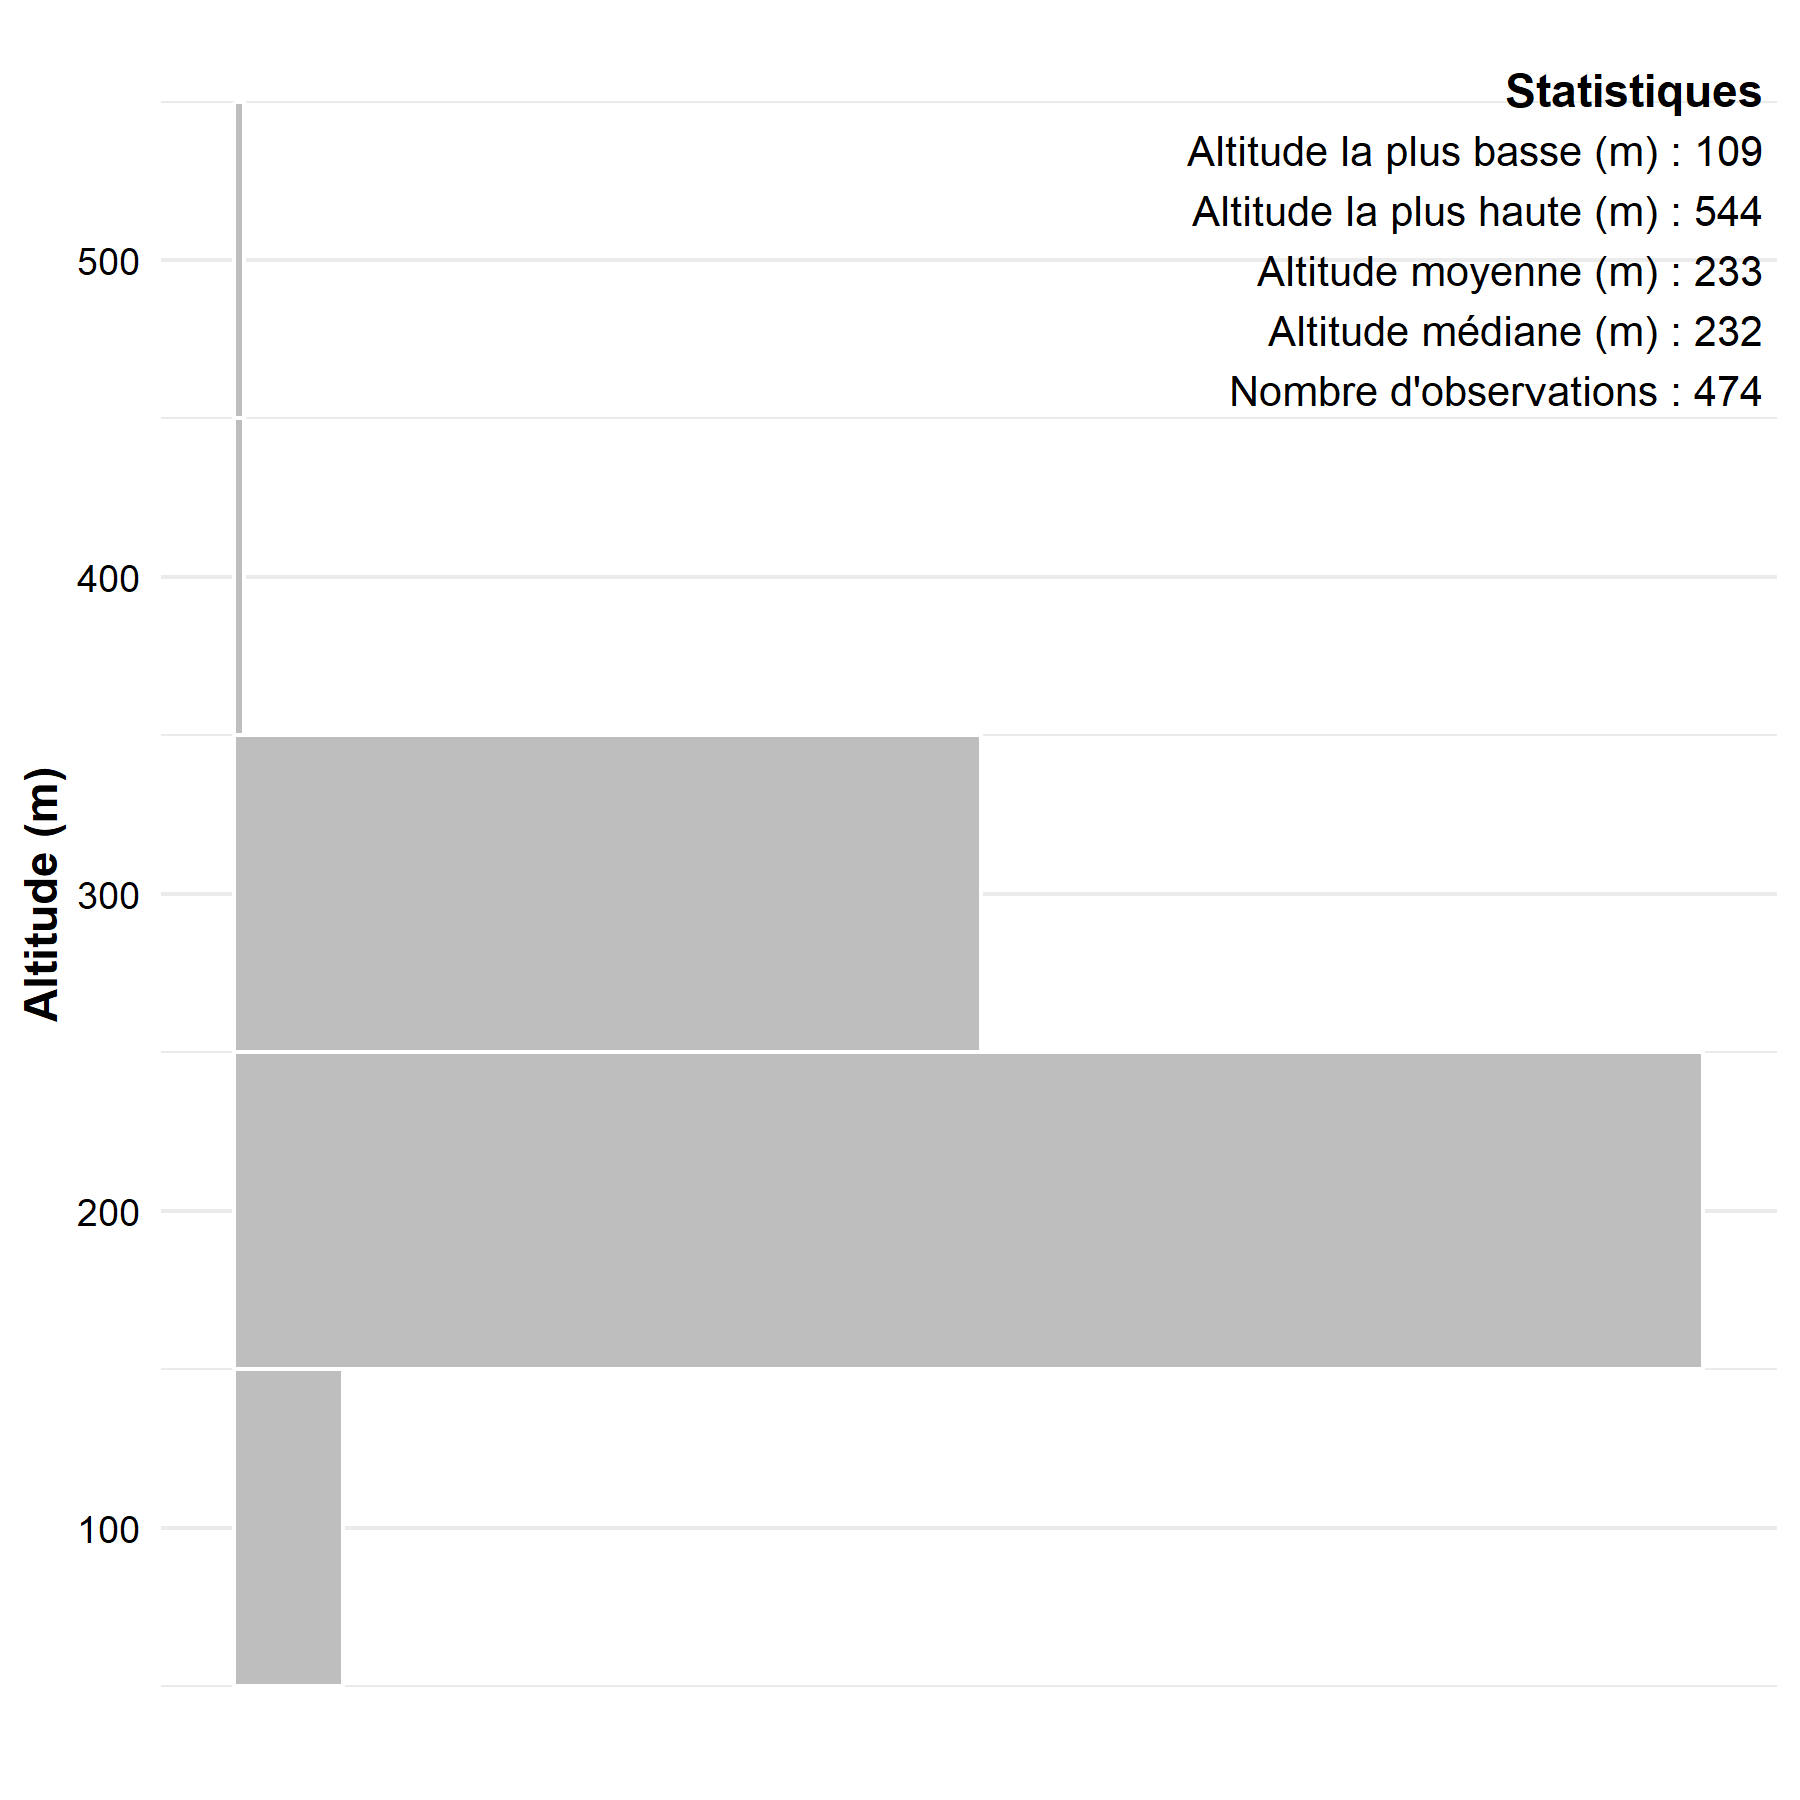 Statistiques
Altitude la plus basse (m) : 109
Altitude la plus haute (m) : 544
Altitude moyenne (m) : 233
Altitude médiane (m) : 232
Nombre d'observations : 474
500
400
300
200
100
Altitude (m)